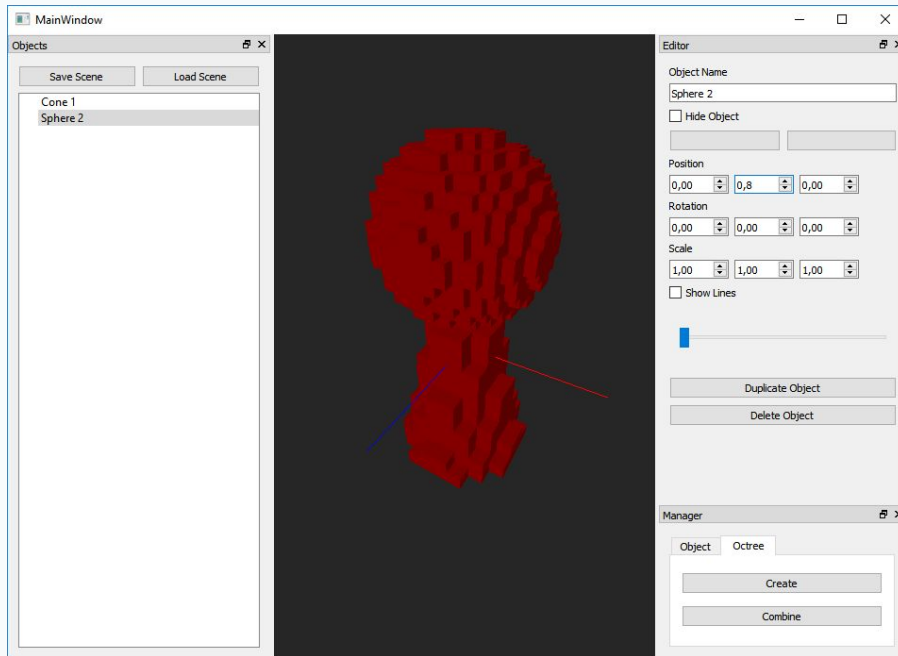 MainWindow
Objects
Save Scene
Load Scene
Cone 1
Sphere 2
Editor
Object Name
Sphere 2
Hide Object
Position
0,00 0,8 0,00
Rotation
0,00 0,00 0,00
Scale
1,00 1,00 1,00
Show Lines
Duplicate Object
Delete Object
Manager
Object Octree
Create
Combine